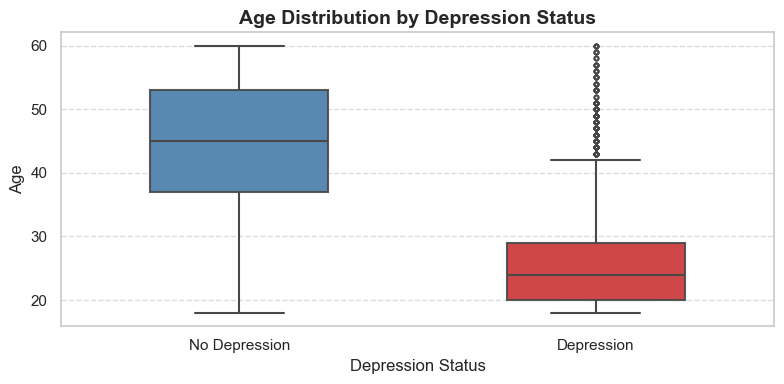 Age Distribution by Depression Status
60
50
40
30
20
Age
No Depression
Depression
Depression Status